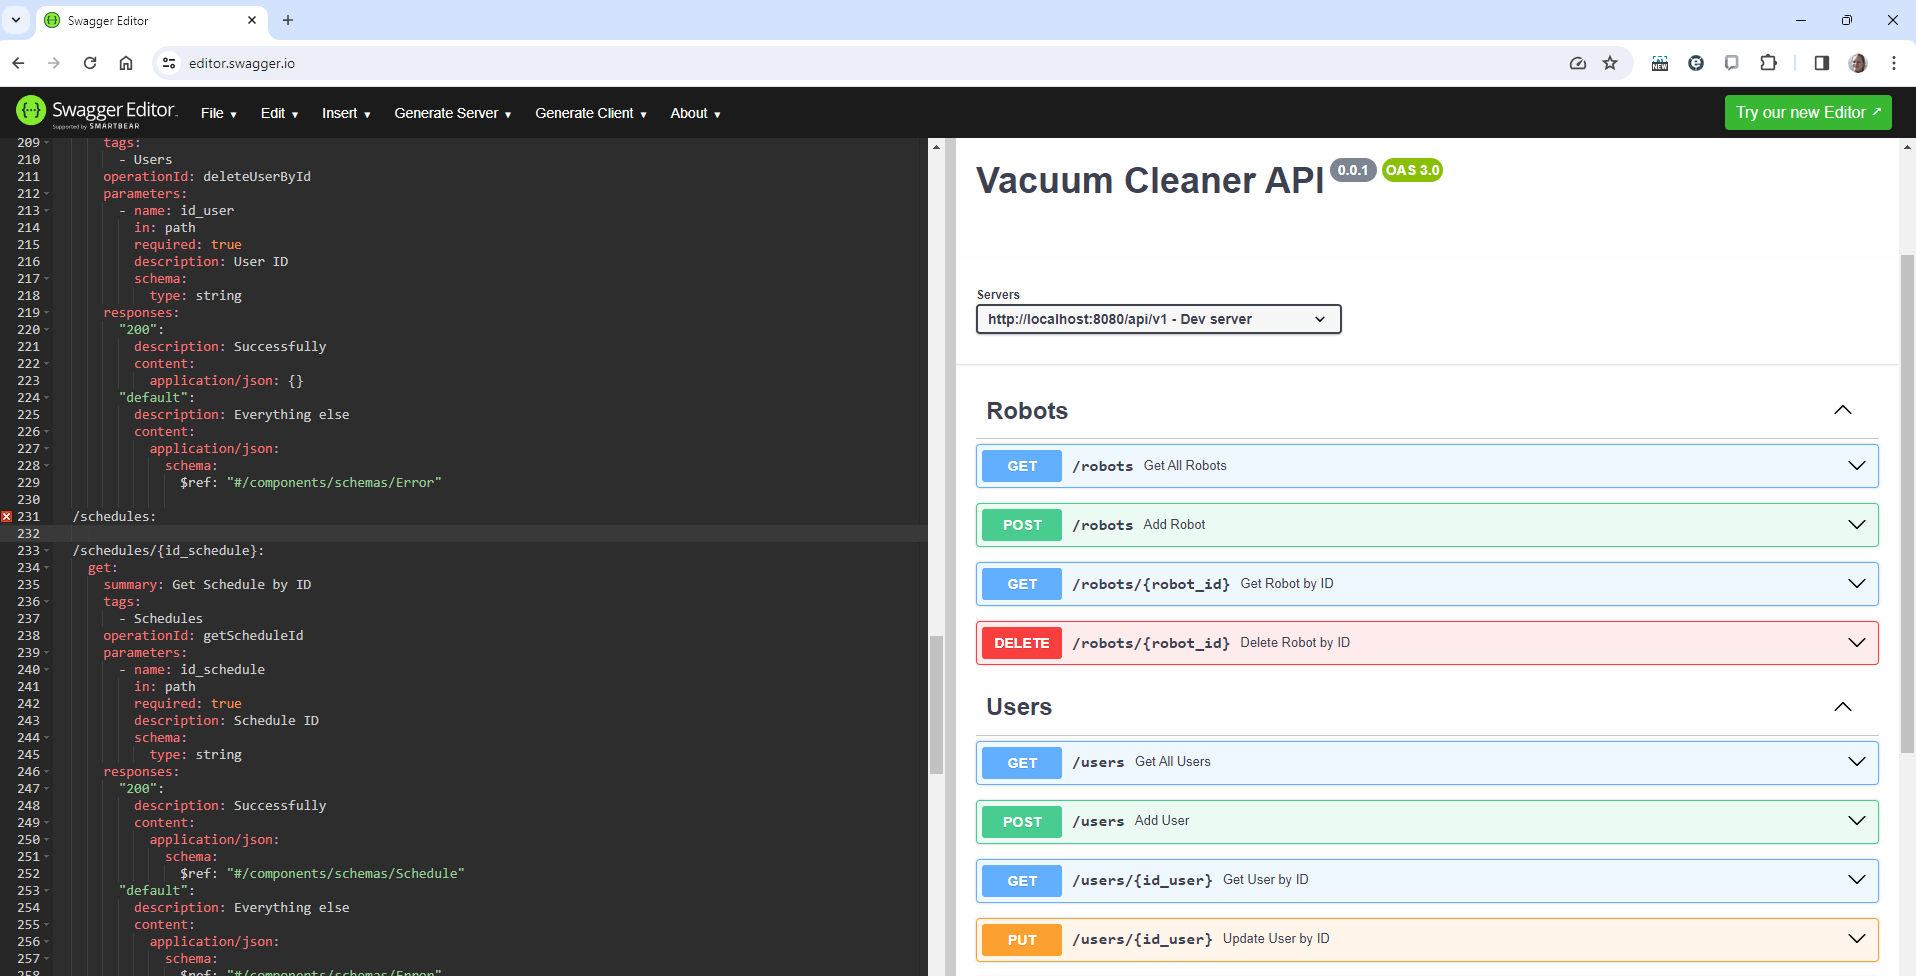 Swagger Editor
editor.swagger.io
NEW
Swagger Editor
Supported by SMARTBEAR
File
Edit
Insert
Generate Server
Generate Client
About
Try our new Editor
209 tags:
210 - Users
211 operationId: deleteUserById
212 parameters:
213 - name: id_user
214 in: path
215 required: true
216 description: User ID
217 schema:
218 type: string
219 responses:
220 "200":
221 description: Successfully
222 content:
223 application/json: {}
224 "default":
225 description: Everything else
226 content:
227 application/json:
228 schema:
229 $ref: "#/components/schemas/Error"
230
231 /schedules:
232
233 /schedules/{id_schedule}:
234 get:
235 summary: Get Schedule by ID
236 tags:
237 - Schedules
238 operationId: getScheduleId
239 parameters:
240 - name: id_schedule
241 in: path
242 required: true
243 description: Schedule ID
244 schema:
245 type: string
246 responses:
247 "200":
248 description: Successfully
249 content:
250 application/json:
251 schema:
252 $ref: "#/components/schemas/Schedule"
253 "default":
254 description: Everything else
255 content:
256 application/json:
257 schema:
258 $ref: "#/components/schemas/Error"
Vacuum Cleaner API 0.0.1 OAS 3.0
Servers
http://localhost:8080/api/v1 - Dev server
Robots
GET /robots Get All Robots
POST /robots Add Robot
GET /robots/{robot_id} Get Robot by ID
DELETE /robots/{robot_id} Delete Robot by ID
Users
GET /users Get All Users
POST /users Add User
GET /users/{id_user} Get User by ID
PUT /users/{id_user} Update User by ID